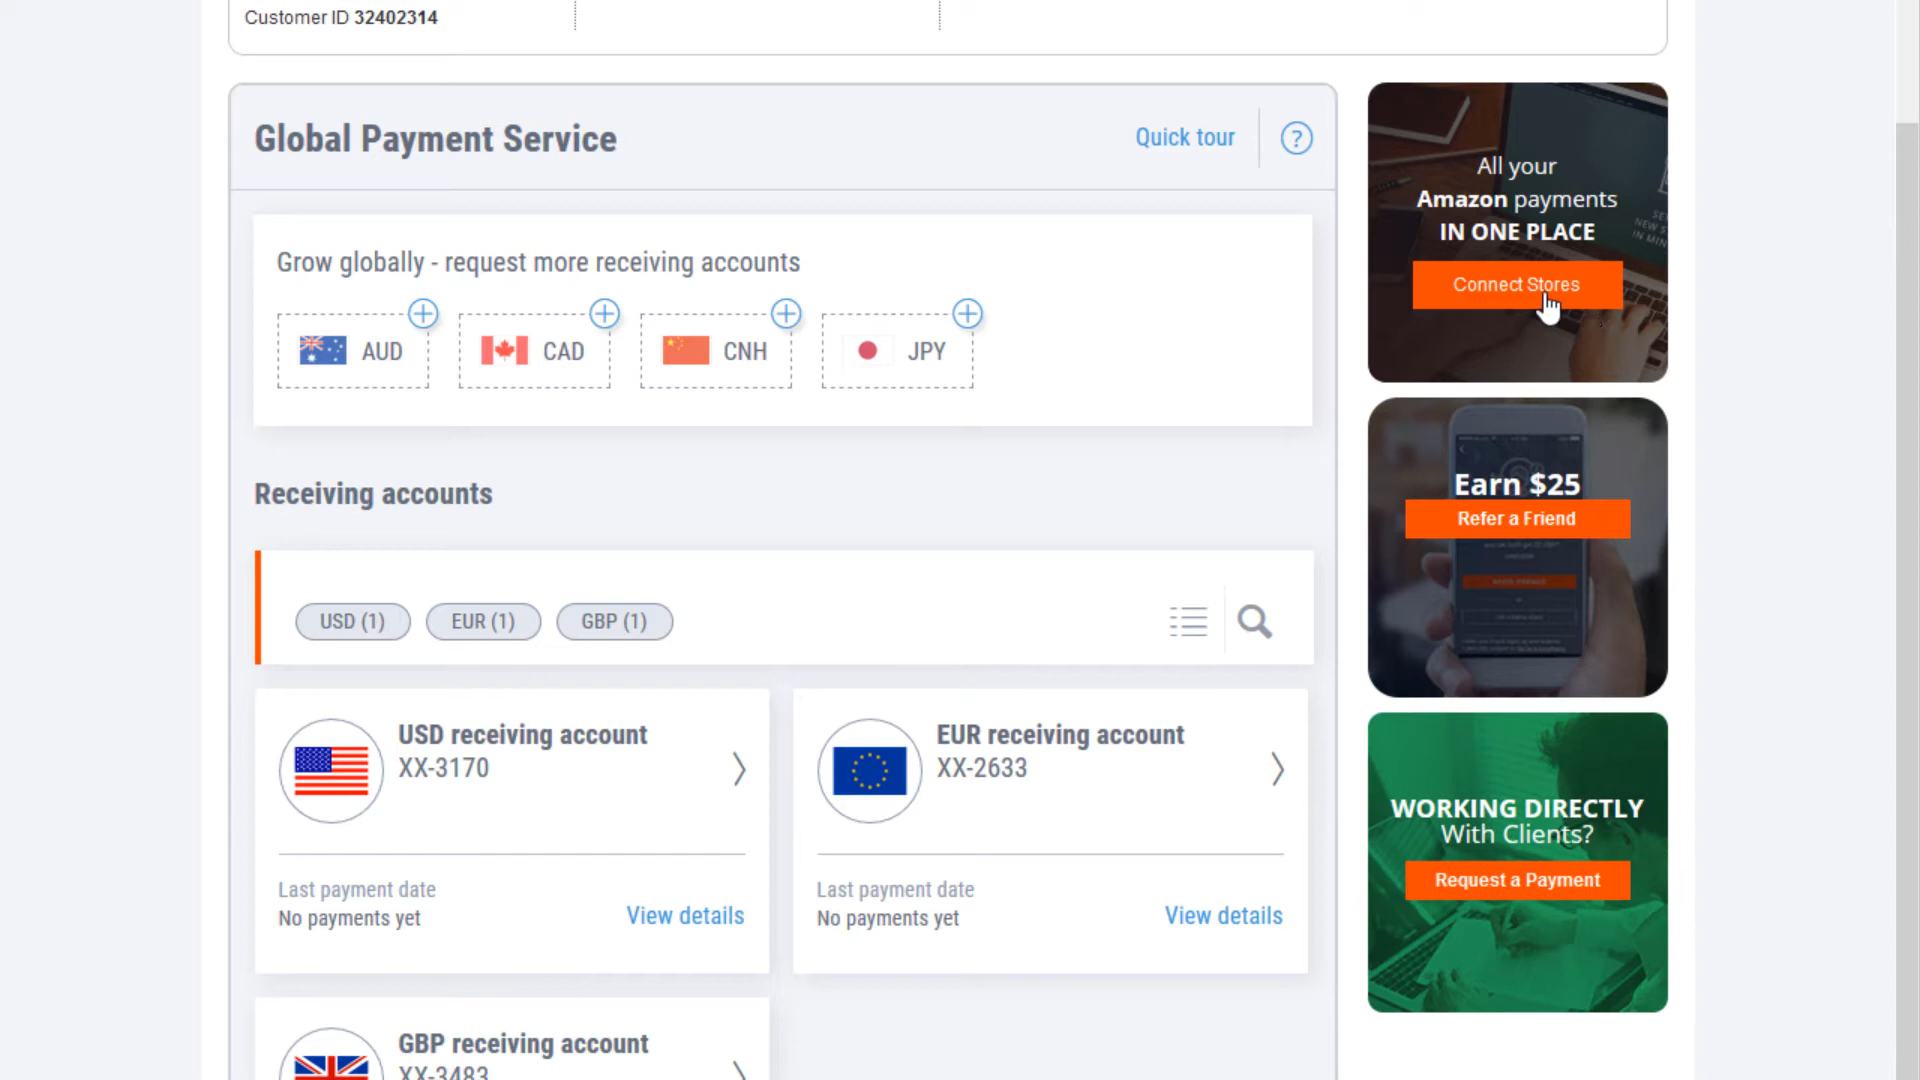 Customer ID 32402314
Global Payment Service
Quick tour
?
Grow globally - request more receiving accounts
AUD
CAD
CNH
JPY
Receiving accounts
USD (1)
EUR (1)
GBP (1)
USD receiving account
XX-3170
Last payment date
No payments yet
View details
EUR receiving account
XX-2633
Last payment date
No payments yet
View details
GBP receiving account
XX-3483
All your
Amazon payments
IN ONE PLACE
Connect Stores
Earn $25
Refer a Friend
WORKING DIRECTLY
With Clients?
Request a Payment